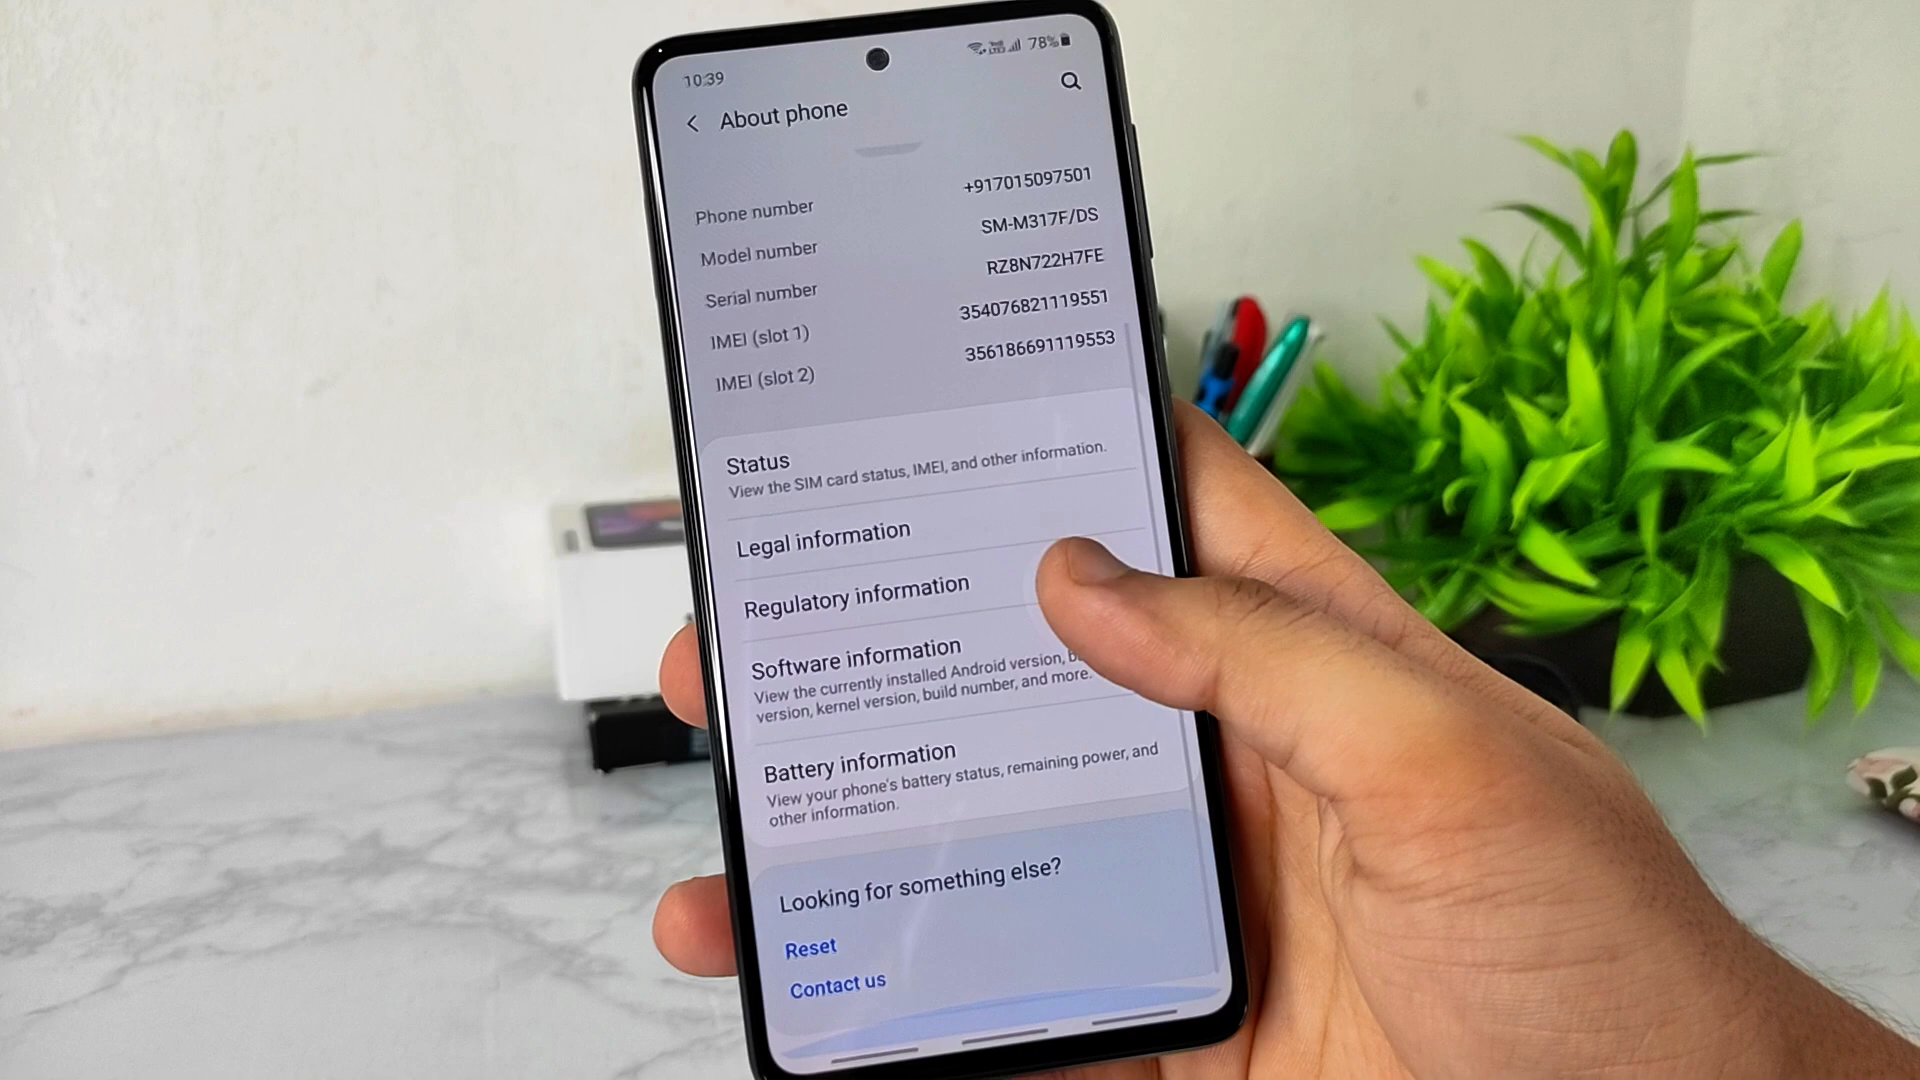 10:39
VoLTE 78%
About phone
Phone number +917015097501
Model number SM-M317F/DS
Serial number RZ8N722H7FE
IMEI (slot 1) 354076821119551
IMEI (slot 2) 356186691119553
Status
View the SIM card status, IMEI, and other information.
Legal information
Regulatory information
Software information
View the currently installed Android version,
version, kernel version, build number, and more.
Battery information
View your phone's battery status, remaining power, and
other information.
Looking for something else?
Reset
Contact us